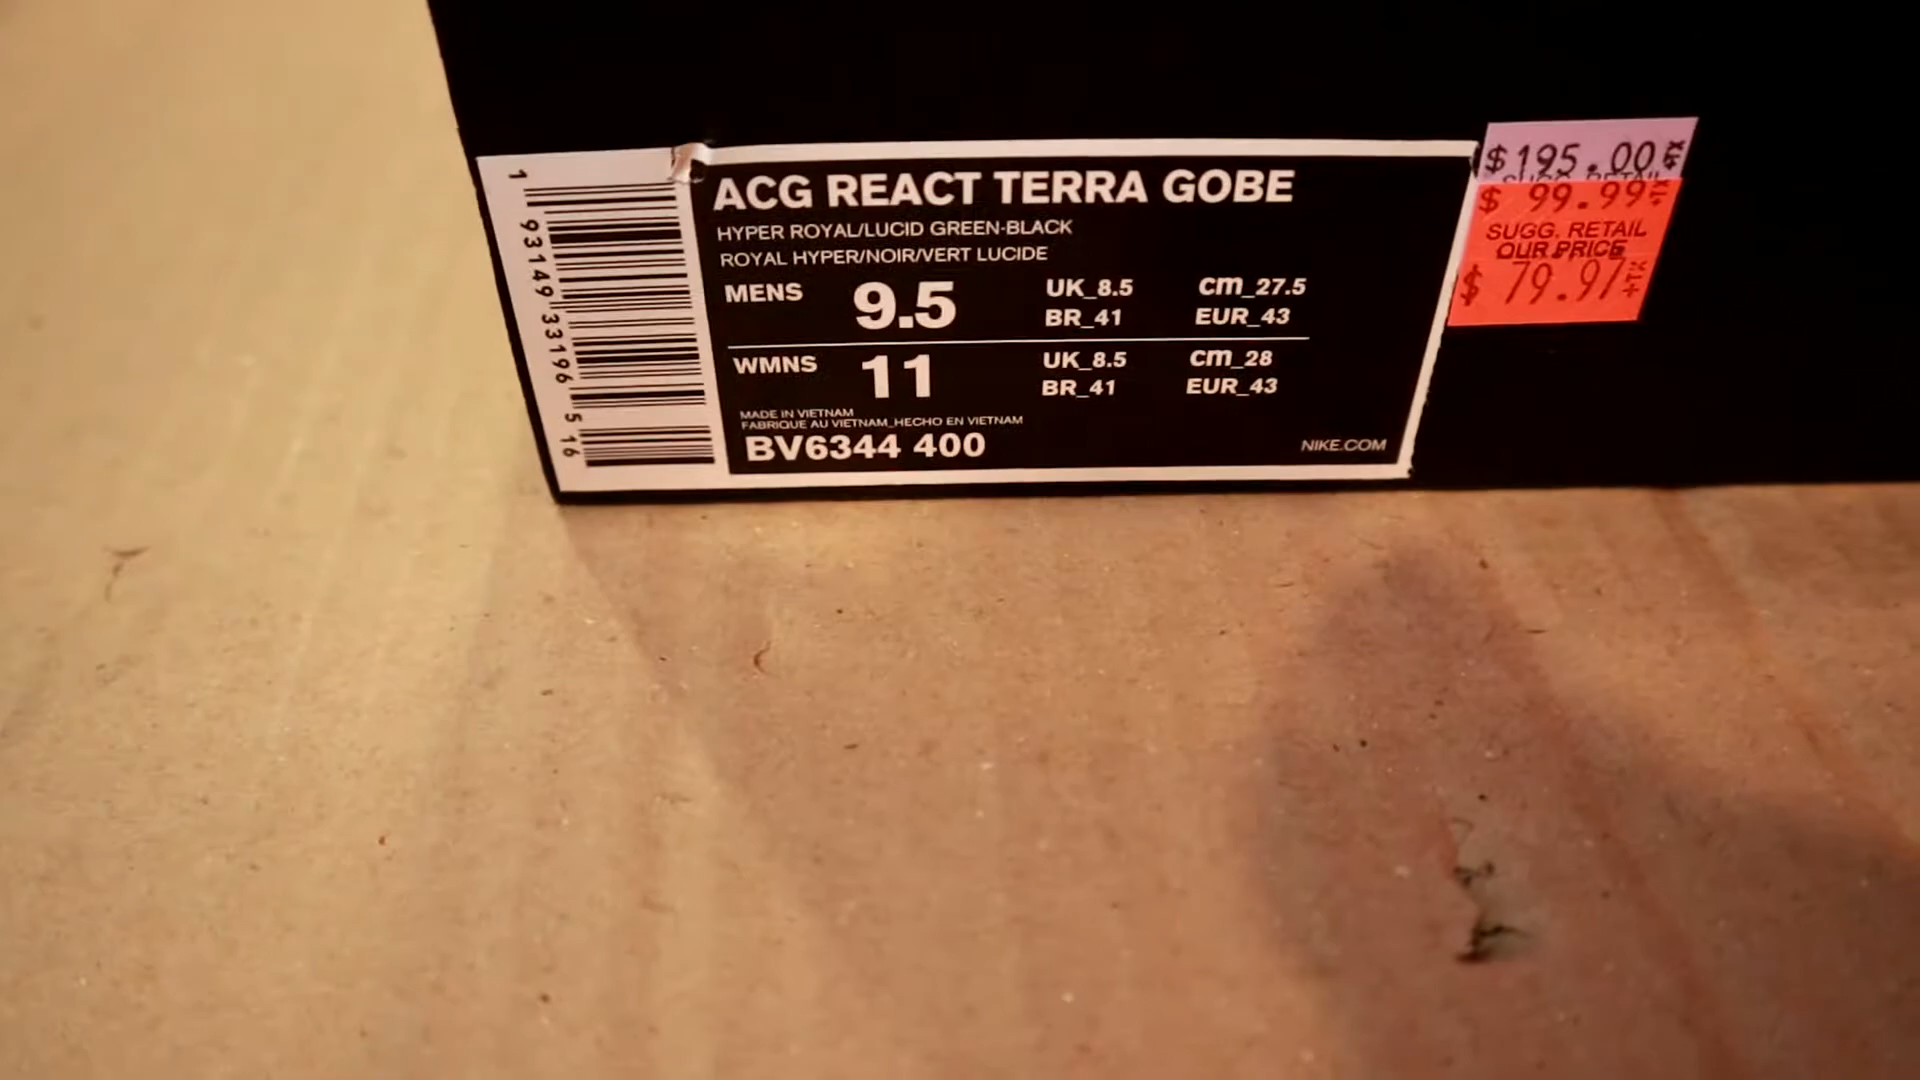 ACG REACT TERRA GOBE
HYPER ROYAL/LUCID GREEN-BLACK
ROYAL HYPER/NOIR/VERT LUCIDE
MENS 9.5 UK_8.5 cm_27.5
BR_41 EUR_43
WMNS 11 UK_8.5 cm_28
BR_41 EUR_43
MADE IN VIETNAM
FABRIQUE AU VIETNAM_HECHO EN VIETNAM
BV6344 400
NIKE.COM
1 93149 33196 5 16
$195.00
$ 99.99
SUGG. RETAIL
OUR PRICE
$ 79.97